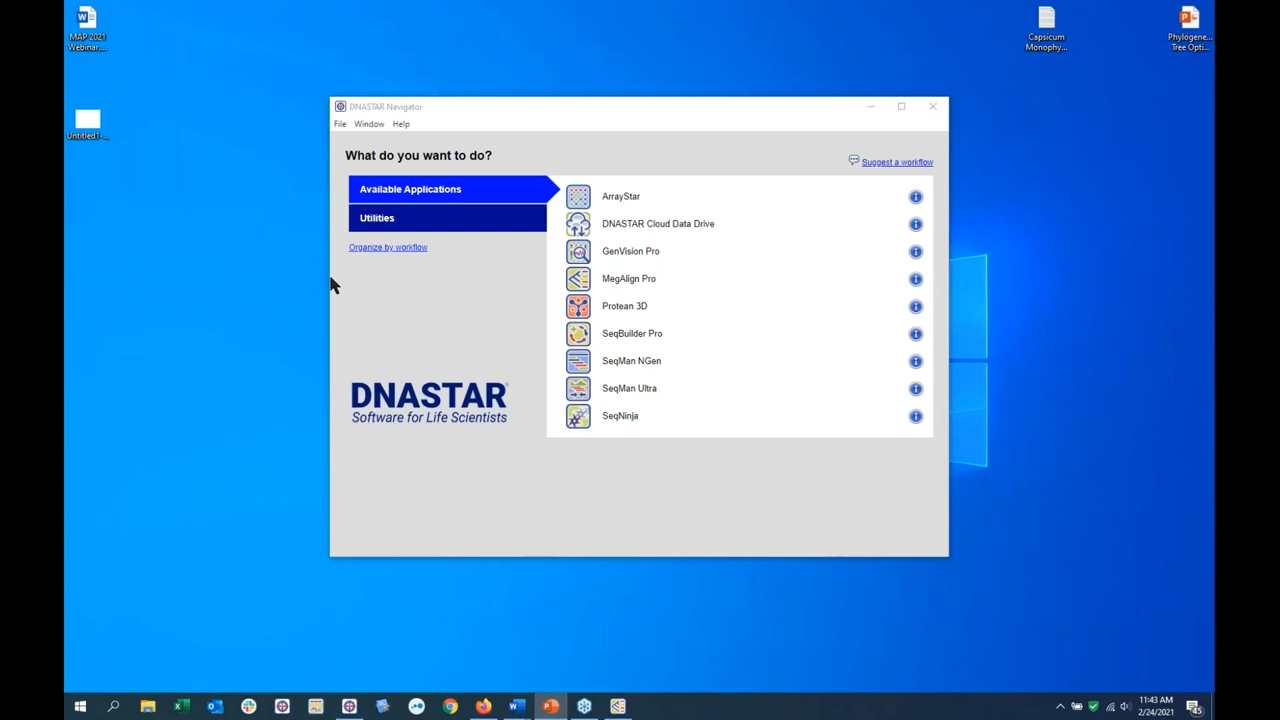 MAP 2021
Webinar....
Capsicum
Monophy...
Phylogene...
Tree Opti...
Untitled1-...
DNASTAR Navigator
File Window Help
What do you want to do?
Suggest a workflow
Available Applications
Utilities
Organize by workflow
ArrayStar
DNASTAR Cloud Data Drive
GenVision Pro
MegAlign Pro
Protean 3D
SeqBuilder Pro
SeqMan NGen
SeqMan Ultra
SeqNinja
DNASTAR®
Software for Life Scientists
11:43 AM
2/24/2021
45